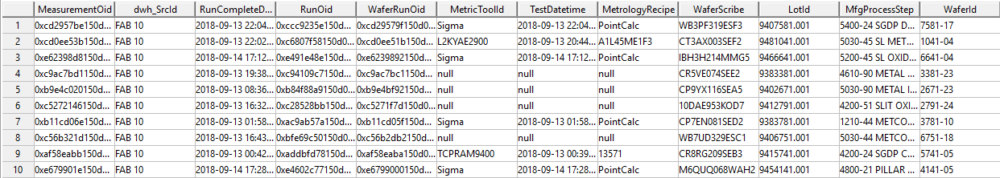 MeasurementOid dwh_SrcId RunCompleteD... RunOid WaferRunOid MetricToolId TestDatetime MetrologyRecipe WaferScribe LotId MfgProcessStep WaferId
1 0xcd2957be150d... FAB 10 2018-09-13 22:04... 0xccc9235e150d... 0xcd29579f150d0... Sigma 2018-09-13 22:04... PointCalc WB3PF319ESF3 9407581.001 5400-24 SGDP D... 7581-17
2 0xcd0ee53b150d... FAB 10 2018-09-13 22:02... 0xc6807f58150d0... 0xcd0ee51b150d... L2KYAE2900 2018-09-13 20:44... A1L45ME1F3 CT3AX003SEF2 9481041.001 5030-45 SL MET... 1041-04
3 0xe62398d8150d... FAB 10 2018-09-14 17:12... 0xe491e48e150d... 0xe6239892150d... Sigma 2018-09-14 17:12... PointCalc IBH3H214MMG5 9466641.001 5200-45 SL OXID... 6641-04
4 0xc9ac7bd1150d... FAB 10 2018-09-13 19:38... 0xc94109c7150d... 0xc9ac7bc1150d... null null null CR5VE074SEE2 9383381.001 4610-90 METAL ... 3381-23
5 0xb9e4c020150d... FAB 10 2018-09-13 08:36... 0xb84f88a9150d0... 0xb9e4bf92150d... null null null CP9YX116SEA5 9402671.001 5030-90 METAL I... 2671-23
6 0xc5272146150d... FAB 10 2018-09-13 16:32... 0xc28528bb150d... 0xc5271f7d150d0... null null null 10DAE953KOD7 9412791.001 4200-51 SLIT OXI... 2791-24
7 0xb11cd06e150d... FAB 10 2018-09-13 01:58... 0xac9ab57a150d... 0xb11cd05f150d... Sigma 2018-09-13 01:58... PointCalc CP7EN081SED2 9383781.001 1210-44 METCO... 3781-10
8 0xc56b321d150d... FAB 10 2018-09-13 16:43... 0xbfe69c50150d0... 0xc56b2db2150d... null null null WB7UD329ESC1 9406751.001 5030-44 METCO... 6751-18
9 0xaf58eabb150d... FAB 10 2018-09-13 00:42... 0xaddbfd78150d... 0xaf58eaba150d0... TCPRAM9400 2018-09-13 00:39... 13571 CR8RG209SEB3 9415741.001 4200-24 SGDP C... 5741-05
10 0xe679901e150d... FAB 10 2018-09-14 17:28... 0xe4602c77150d... 0xe6799000150d... Sigma 2018-09-14 17:28... PointCalc M6QUQ068WAH2 9454141.001 4800-21 PILLAR ... 4141-05